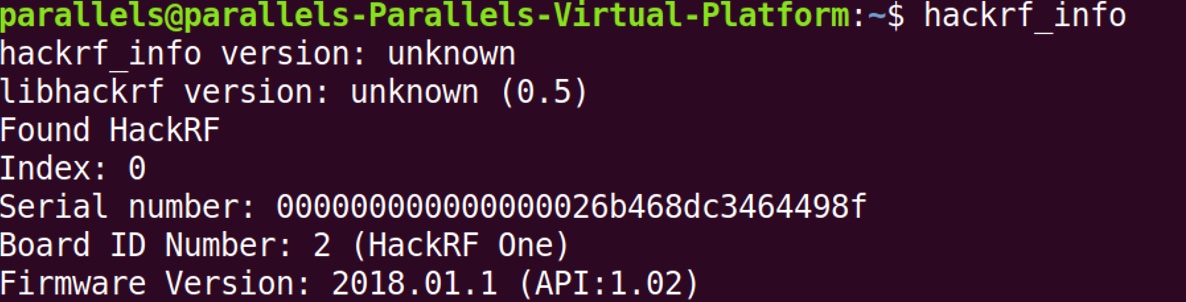 parallels@parallels-Parallels-Virtual-Platform:~$ hackrf_info
hackrf_info version: unknown
libhackrf version: unknown (0.5)
Found HackRF
Index: 0
Serial number: 000000000000000026b468dc3464498f
Board ID Number: 2 (HackRF One)
Firmware Version: 2018.01.1 (API:1.02)